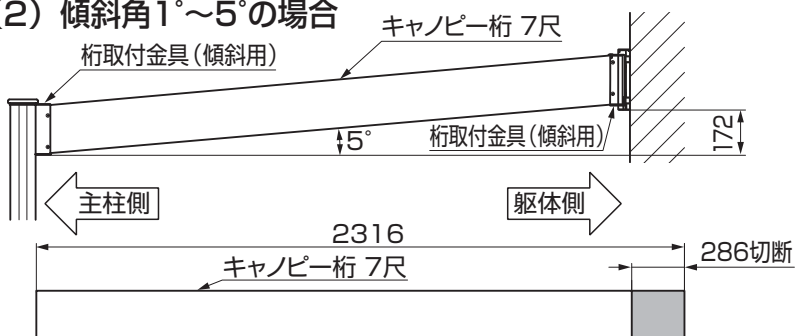 (2) 傾斜角1°～5°の場合
キャノピー桁 7尺
桁取付金具(傾斜用)
5°
桁取付金具(傾斜用)
172
主柱側
躯体側
2316
286切断
キャノピー桁 7尺